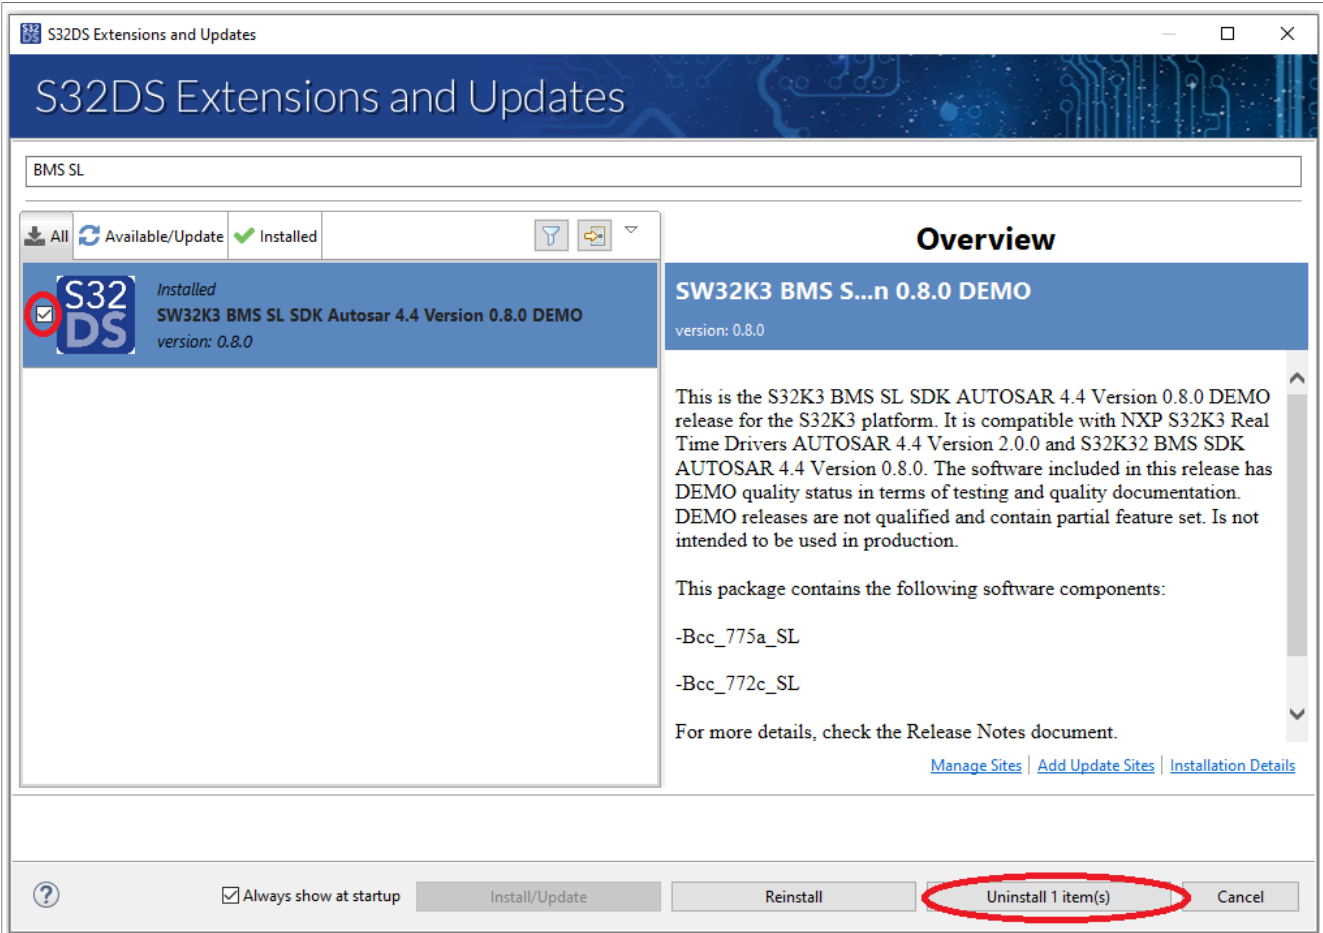 S32DS Extensions and Updates
S32DS Extensions and Updates
BMS SL
All
Available/Update
Installed
S32
DS
Installed
SW32K3 BMS SL SDK Autosar 4.4 Version 0.8.0 DEMO
version: 0.8.0
Overview
SW32K3 BMS S...n 0.8.0 DEMO
version: 0.8.0
This is the S32K3 BMS SL SDK AUTOSAR 4.4 Version 0.8.0 DEMO
release for the S32K3 platform. It is compatible with NXP S32K3 Real
Time Drivers AUTOSAR 4.4 Version 2.0.0 and S32K32 BMS SDK
AUTOSAR 4.4 Version 0.8.0. The software included in this release has
DEMO quality status in terms of testing and quality documentation.
DEMO releases are not qualified and contain partial feature set. Is not
intended to be used in production.
This package contains the following software components:
-Bcc_775a_SL
-Bcc_772c_SL
For more details, check the Release Notes document.
Manage Sites | Add Update Sites | Installation Details
Always show at startup
Install/Update
Reinstall
Uninstall 1 item(s)
Cancel